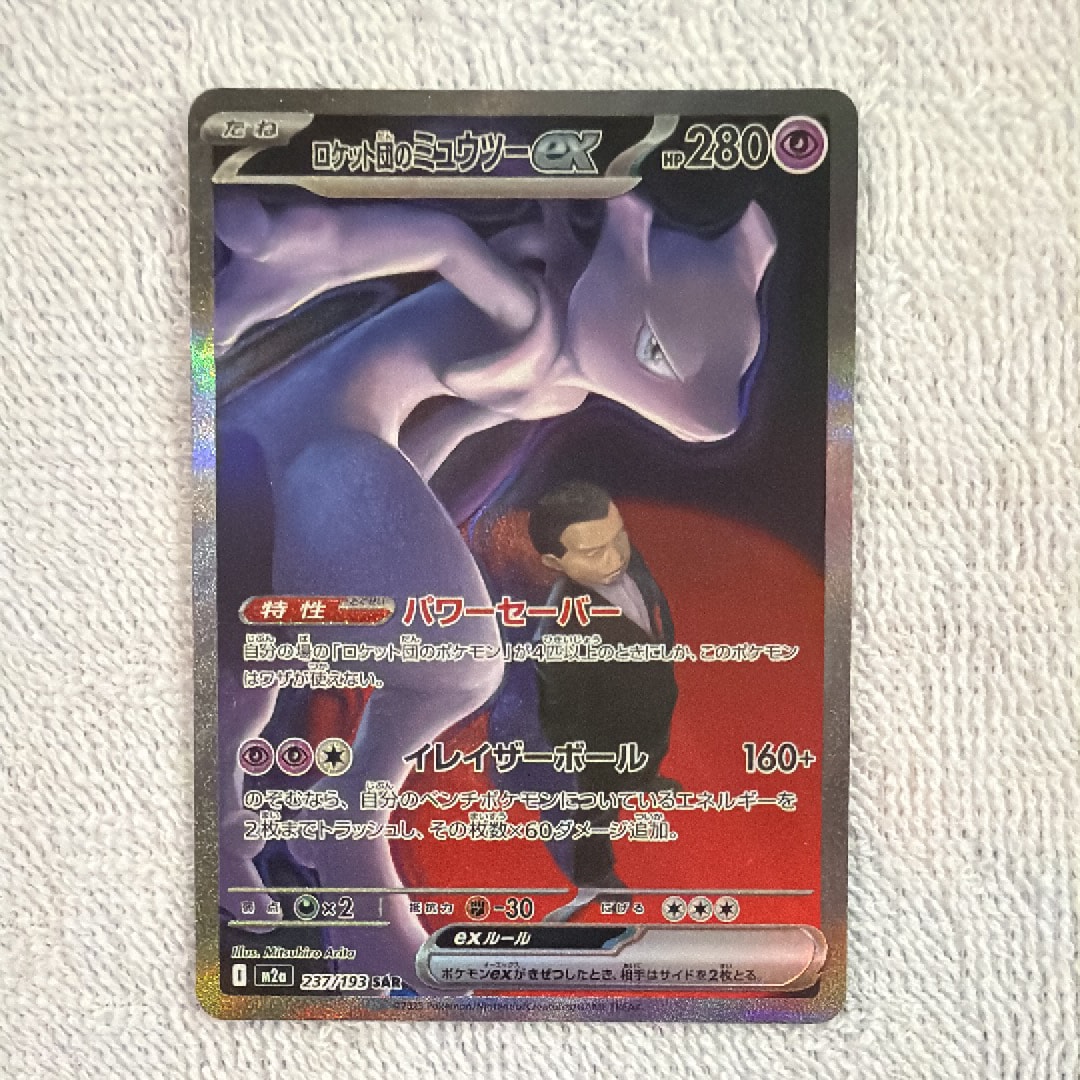 たね
ロケット団のミュウツーex HP280
特性 パワーセーバー
自分の場の「ロケット団のポケモン」が4匹以上のときにしか、このポケモン
はワザが使えない。
イレイザーボール 160+
のぞむなら、自分のベンチポケモンについているエネルギーを
2枚までトラッシュし、その枚数×60ダメージ追加。
弱点 ×2 抵抗力 -30 にげる
exルール
ポケモンexがきぜつしたとき、相手はサイドを2枚とる。
Illus. Mitsuhiro Arita
m2a 237/193 SAR